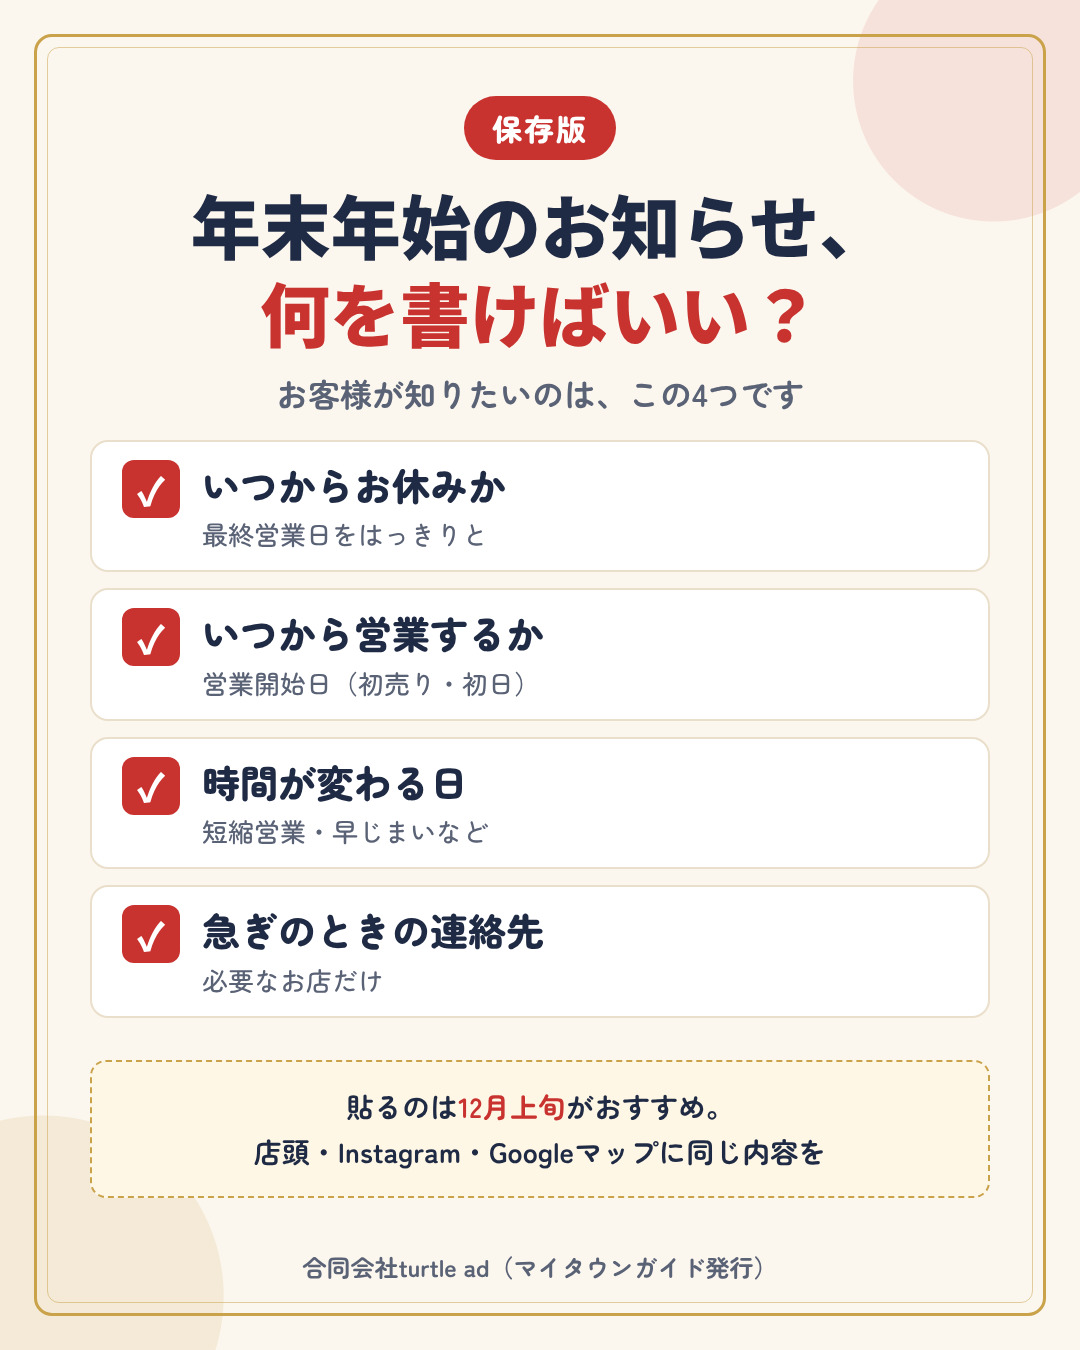 保存版
年末年始のお知らせ、
何を書けばいい？
お客様が知りたいのは、この4つです
いつからお休みか
最終営業日をはっきりと
いつから営業するか
営業開始日（初売り・初日）
時間が変わる日
短縮営業・早じまいなど
急ぎのときの連絡先
必要なお店だけ
貼るのは12月上旬がおすすめ。
店頭・Instagram・Googleマップに同じ内容を
合同会社turtle ad（マイタウンガイド発行）